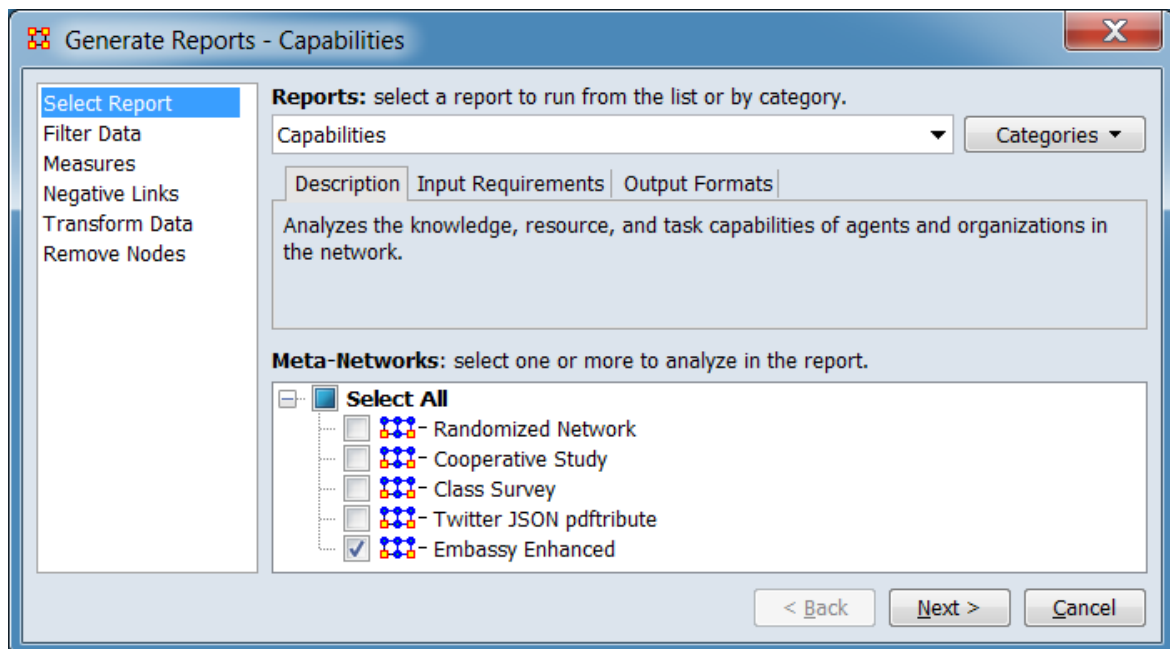 Generate Reports - Capabilities
X
Select Report
Filter Data
Measures
Negative Links
Transform Data
Remove Nodes
Reports: select a report to run from the list or by category.
Capabilities
Categories
Description Input Requirements Output Formats
Analyzes the knowledge, resource, and task capabilities of agents and organizations in
the network.
Meta-Networks: select one or more to analyze in the report.
Select All
Randomized Network
Cooperative Study
Class Survey
Twitter JSON pdftribute
Embassy Enhanced
< Back Next > Cancel